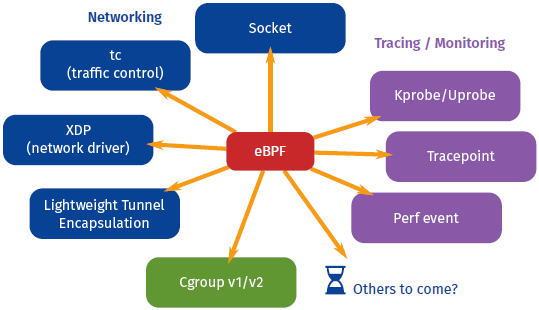 Networking
Socket
Tracing / Monitoring
tc
(traffic control)
Kprobe/Uprobe
XDP
(network driver)
eBPF
Tracepoint
Lightweight Tunnel
Encapsulation
Perf event
Cgroup v1/v2
Others to come?